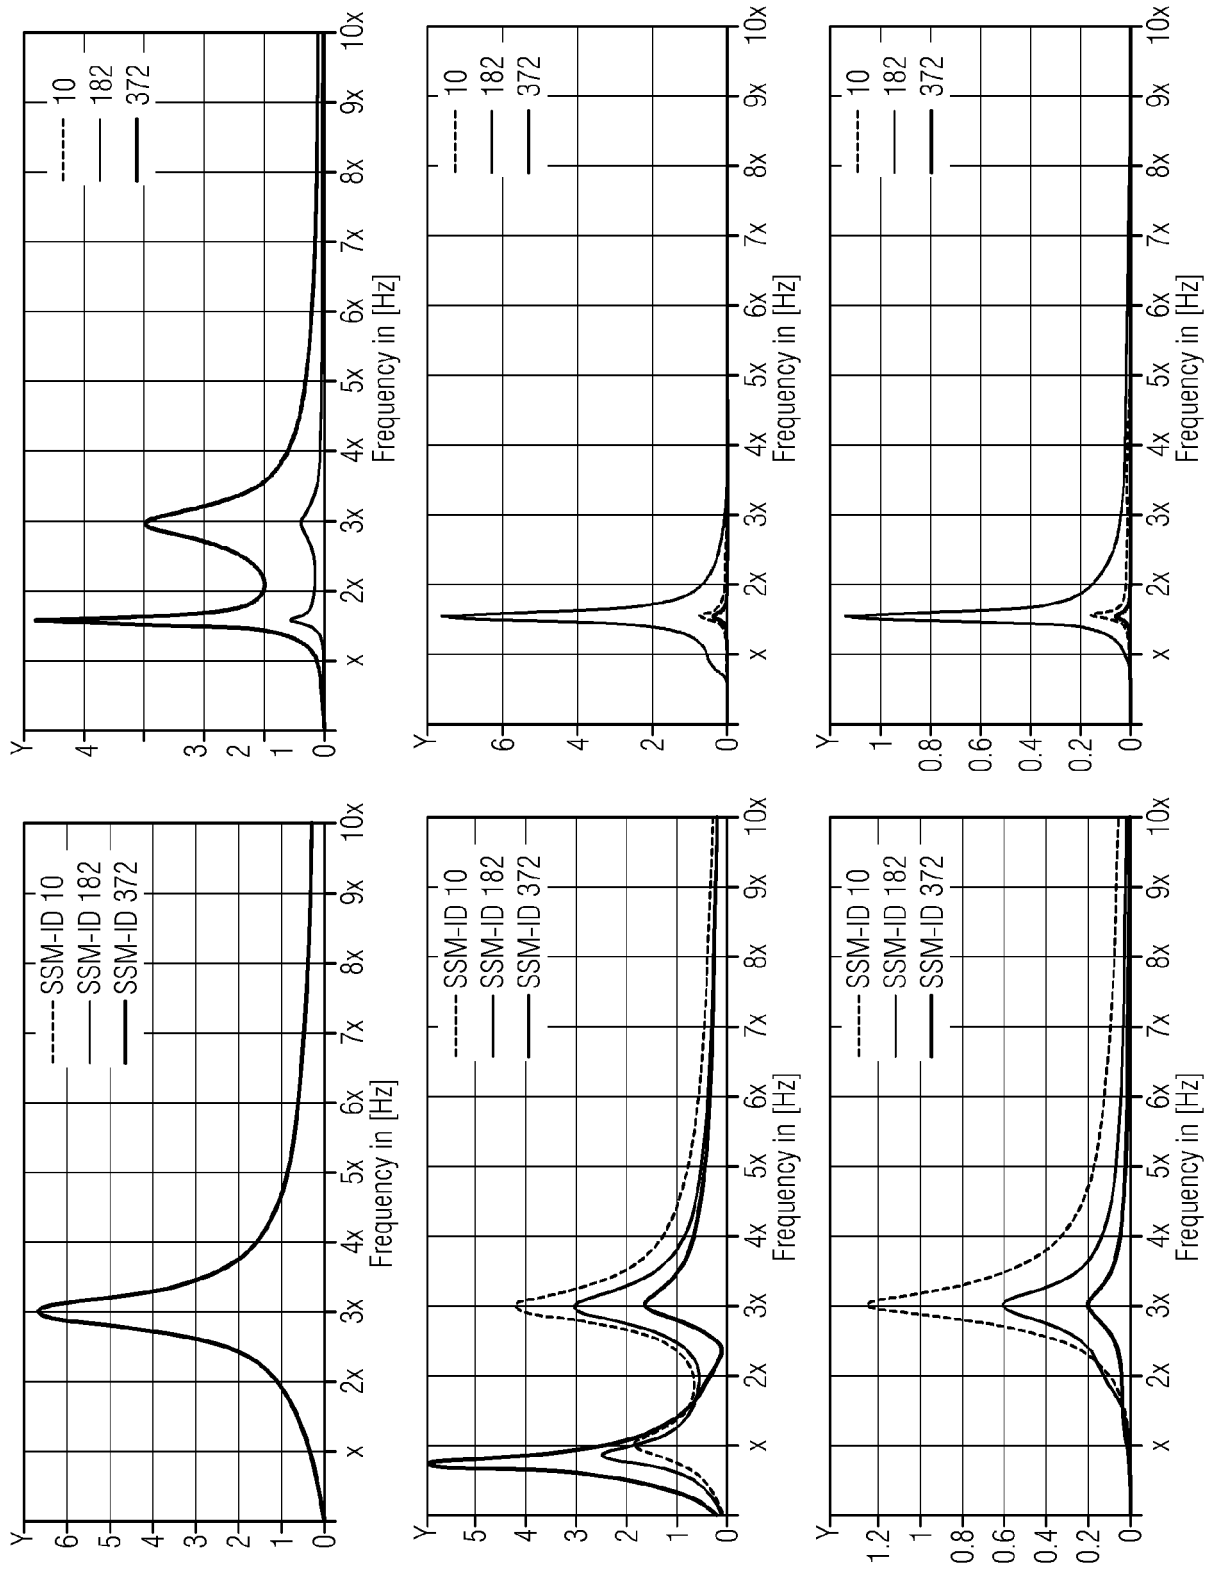 Y
6
5
4
3
2
1
0
SSM-ID 10
SSM-ID 182
SSM-ID 372
x 2x 3x 4x 5x 6x 7x 8x 9x 10x
Frequency in [Hz]
Y
4
3
2
1
0
10
182
372
x 2x 3x 4x 5x 6x 7x 8x 9x 10x
Frequency in [Hz]
Y
5
4
3
2
1
0
SSM-ID 10
SSM-ID 182
SSM-ID 372
x 2x 3x 4x 5x 6x 7x 8x 9x 10x
Frequency in [Hz]
Y
6
4
2
0
10
182
372
x 2x 3x 4x 5x 6x 7x 8x 9x 10x
Frequency in [Hz]
Y
1.2
1
0.8
0.6
0.4
0.2
0
SSM-ID 10
SSM-ID 182
SSM-ID 372
x 2x 3x 4x 5x 6x 7x 8x 9x 10x
Frequency in [Hz]
Y
1
0.8
0.6
0.4
0.2
0
10
182
372
x 2x 3x 4x 5x 6x 7x 8x 9x 10x
Frequency in [Hz]